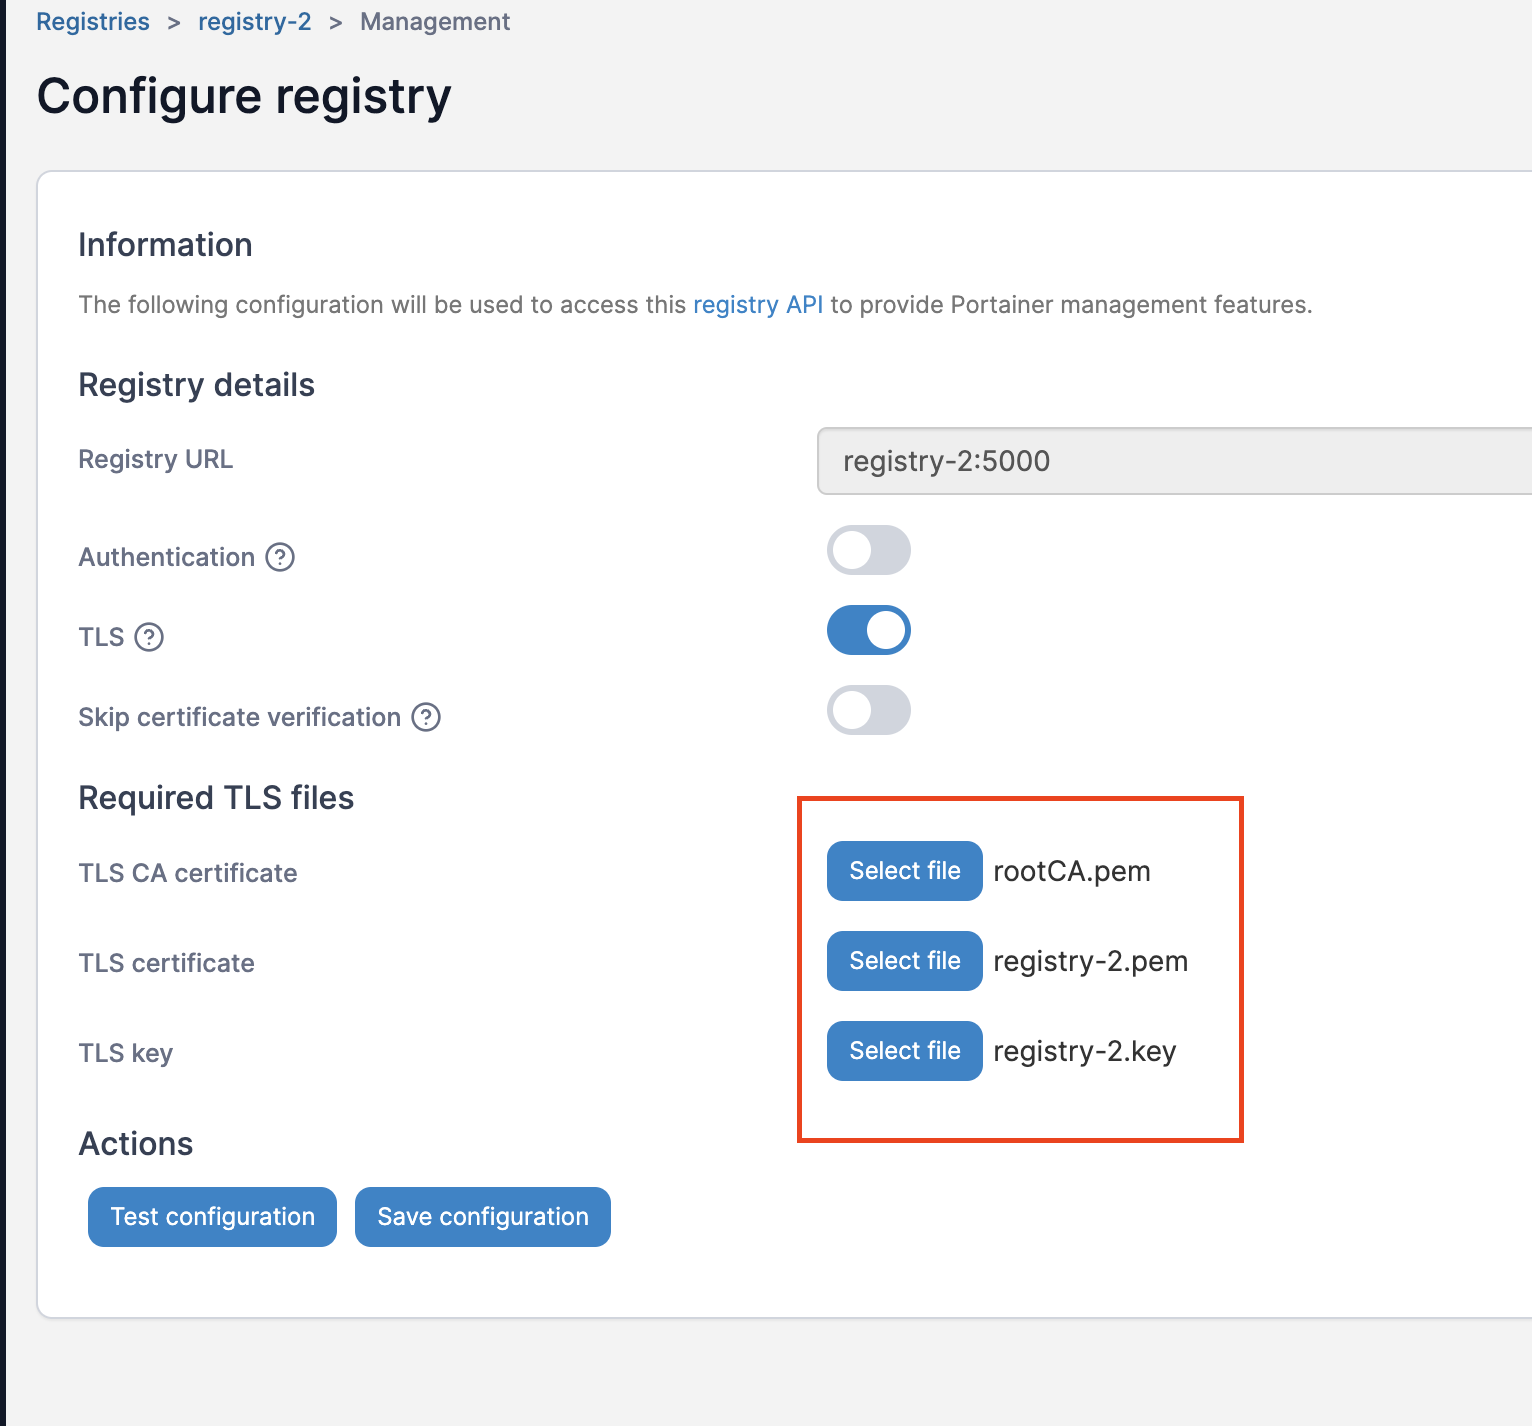 Registries > registry-2 > Management
Configure registry
Information
The following configuration will be used to access this registry API to provide Portainer management features.
Registry details
Registry URL registry-2:5000
Authentication ?
TLS ?
Skip certificate verification ?
Required TLS files
TLS CA certificate Select file rootCA.pem
TLS certificate Select file registry-2.pem
TLS key Select file registry-2.key
Actions
Test configuration Save configuration